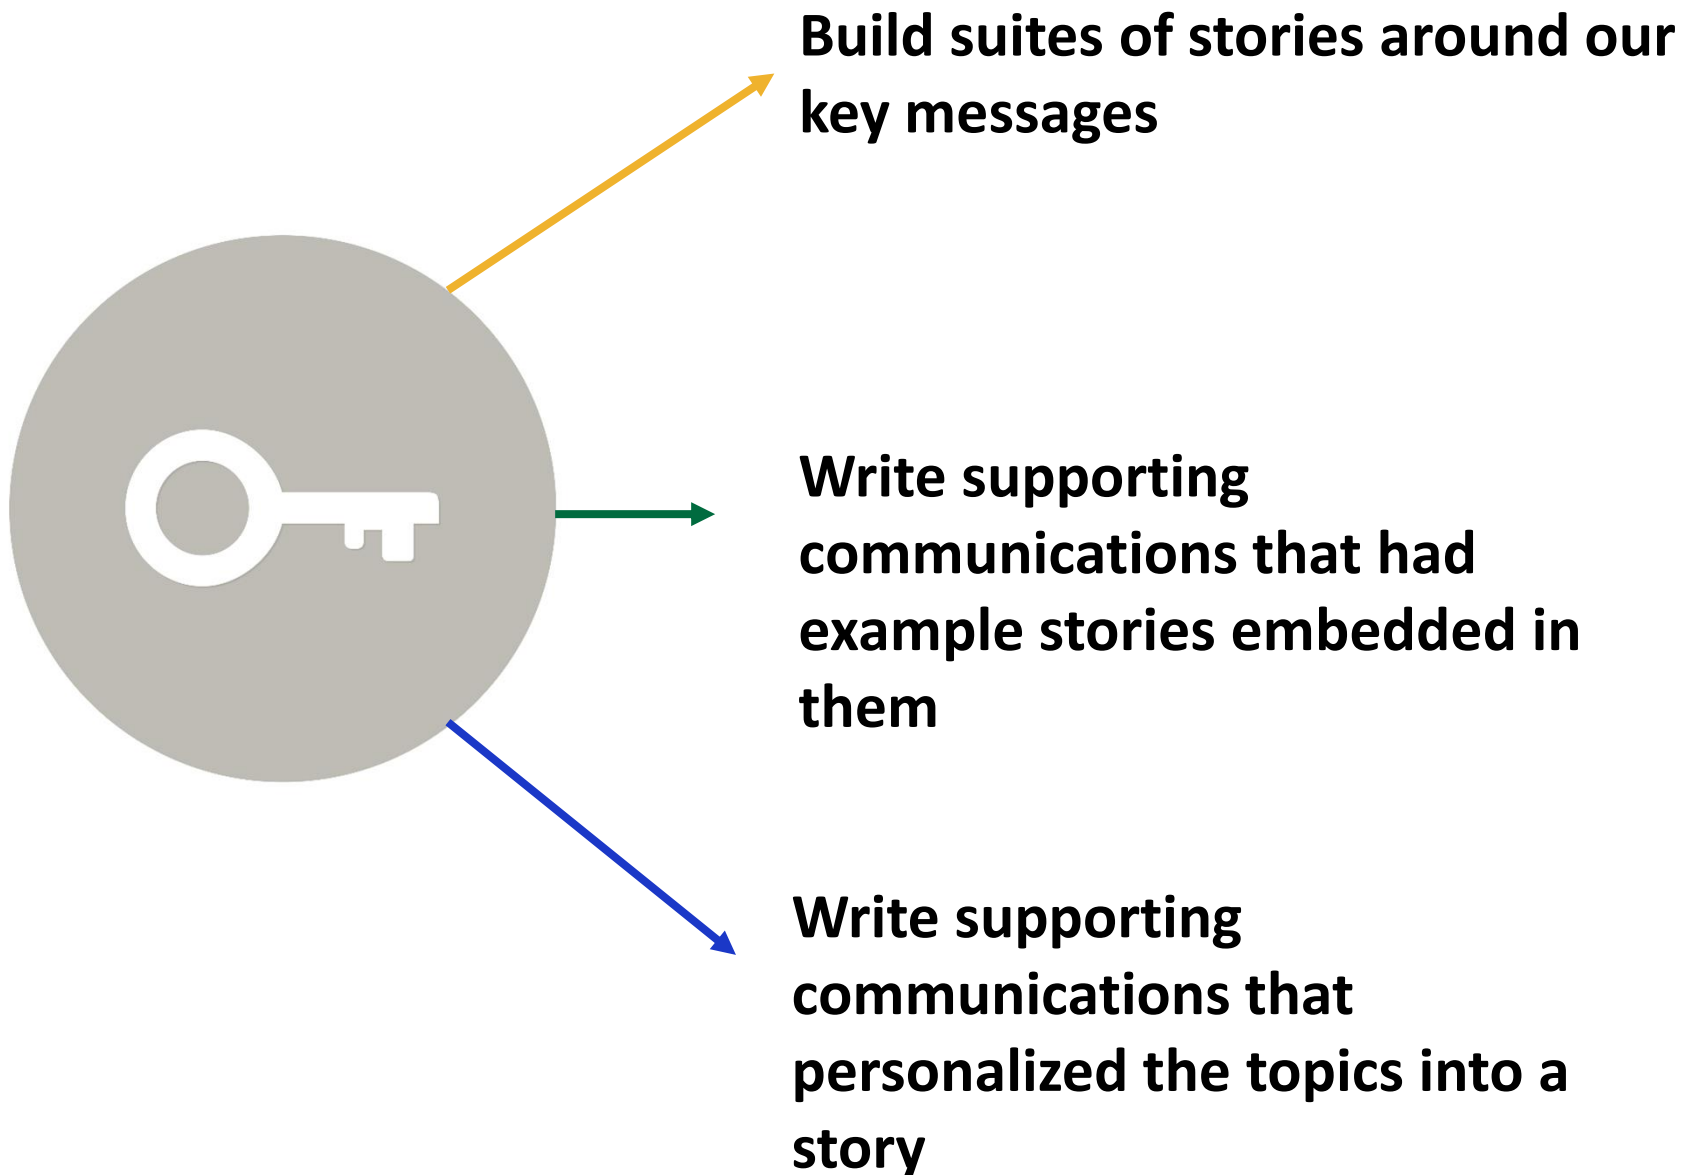 Build suites of stories around our
key messages
Write supporting
communications that had
example stories embedded in
them
Write supporting
communications that
personalized the topics into a
story